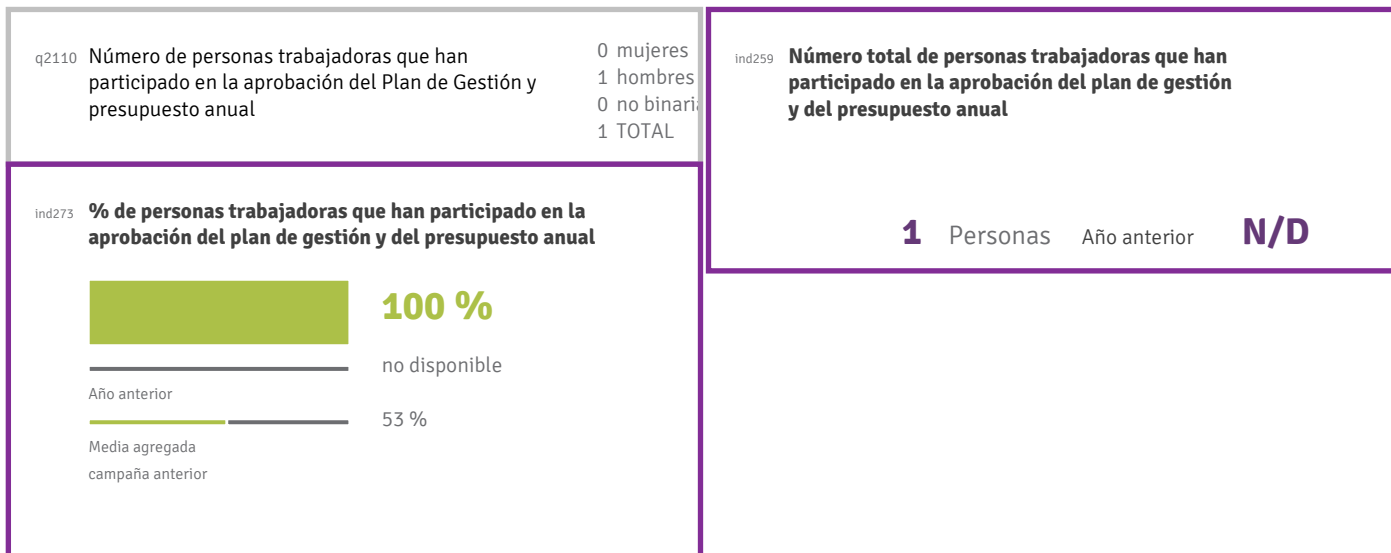 q2110 Número de personas trabajadoras que han
participado en la aprobación del Plan de Gestión y
presupuesto anual
0 mujeres
1 hombres
0 no binari
1 TOTAL
ind259 Número total de personas trabajadoras que han
participado en la aprobación del plan de gestión
y del presupuesto anual
1 Personas Año anterior N/D
ind273 % de personas trabajadoras que han participado en la
aprobación del plan de gestión y del presupuesto anual
100 %
no disponible
Año anterior
53 %
Media agregada
campaña anterior